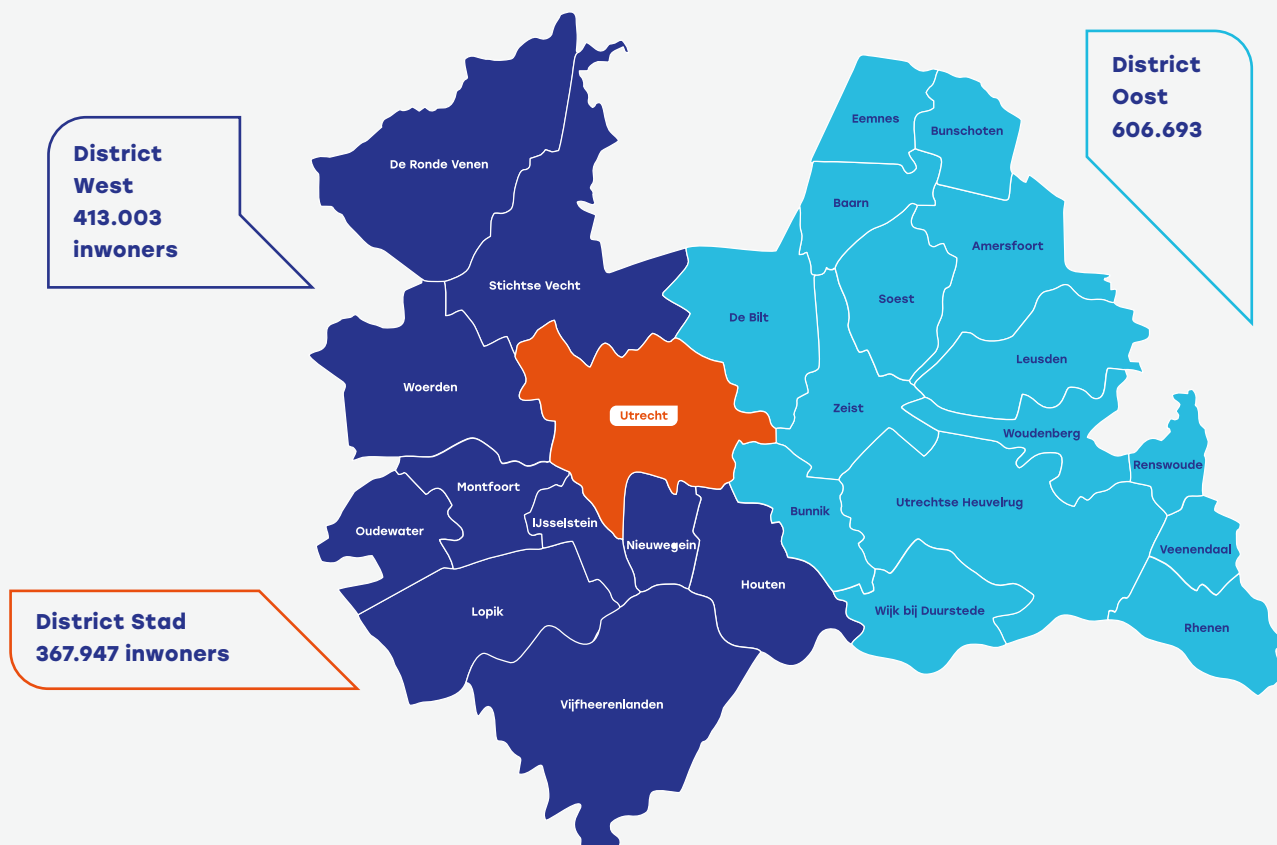 District
West
413.003
inwoners
District
Oost
606.693
District Stad
367.947 inwoners
De Ronde Venen
Stichtse Vecht
Woerden
Utrecht
Montfoort
Oudewater
IJsselstein
Nieuwegein
Houten
Lopik
Vijfheerenlanden
Eemnes
Bunschoten
Baarn
Amersfoort
Soest
De Bilt
Leusden
Zeist
Woudenberg
Renswoude
Utrechtse Heuvelrug
Bunnik
Veenendaal
Wijk bij Duurstede
Rhenen